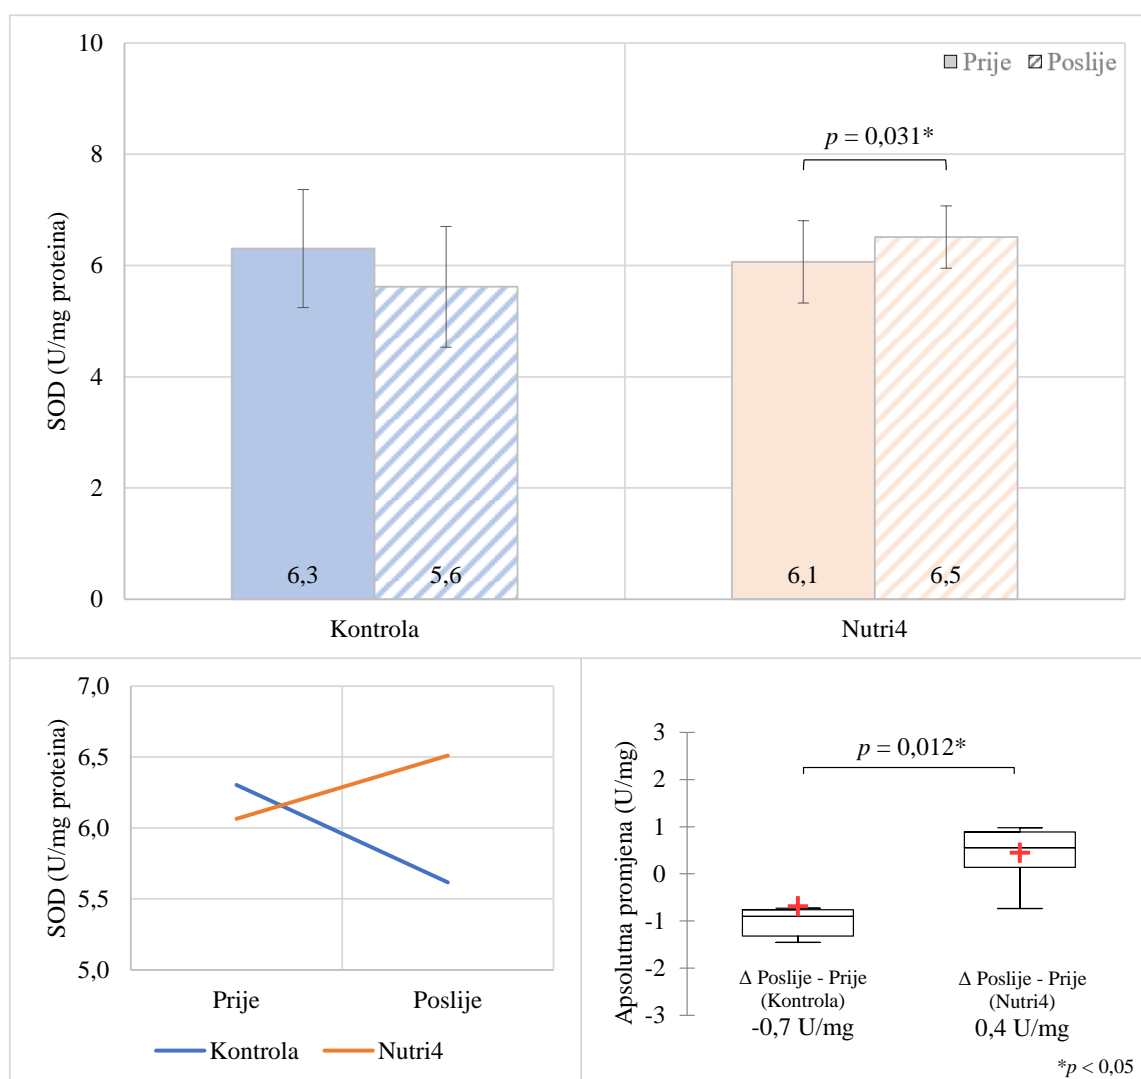 10
8
6
4
2
0
SOD (U/mg proteina)
Prije Poslije
p = 0,031*
6,3
5,6
6,1
6,5
Kontrola
Nutri4
7,0
6,5
6,0
5,5
5,0
SOD (U/mg proteina)
Prije
Poslije
Kontrola
Nutri4
3
2
1
0
-1
-2
-3
Apsolutna promjena (U/mg)
p = 0,012*
Δ Poslije - Prije
(Kontrola)
-0,7 U/mg
Δ Poslije - Prije
(Nutri4)
0,4 U/mg
*p < 0,05